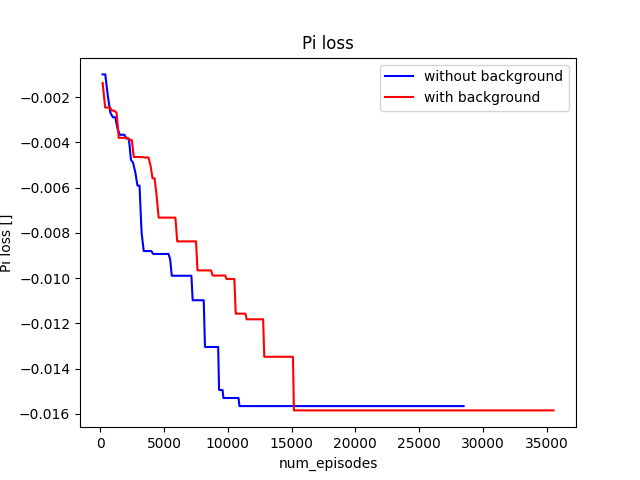 Pi loss
without background
with background
−0.002
−0.004
−0.006
−0.008
−0.010
−0.012
−0.014
−0.016
Pi loss []
0 5000 10000 15000 20000 25000 30000 35000
num_episodes